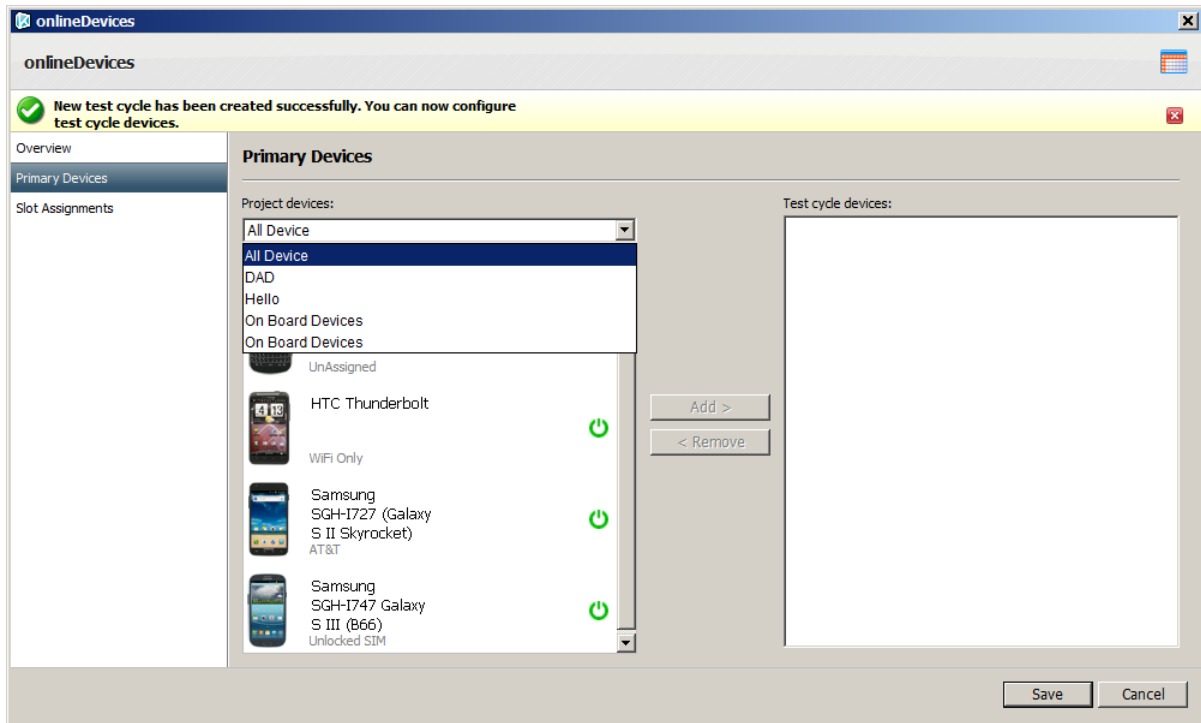 onlineDevices
onlineDevices
New test cycle has been created successfully. You can now configure
test cycle devices.
Overview
Primary Devices
Slot Assignments
Primary Devices
Project devices:
All Device
All Device
DAD
Hello
On Board Devices
On Board Devices
UnAssigned
HTC Thunderbolt
WiFi Only
Samsung
SGH-I727 (Galaxy
S II Skyrocket)
AT&T
Samsung
SGH-I747 Galaxy
S III (B66)
Unlocked SIM
Add >
< Remove
Test cycle devices:
Save
Cancel